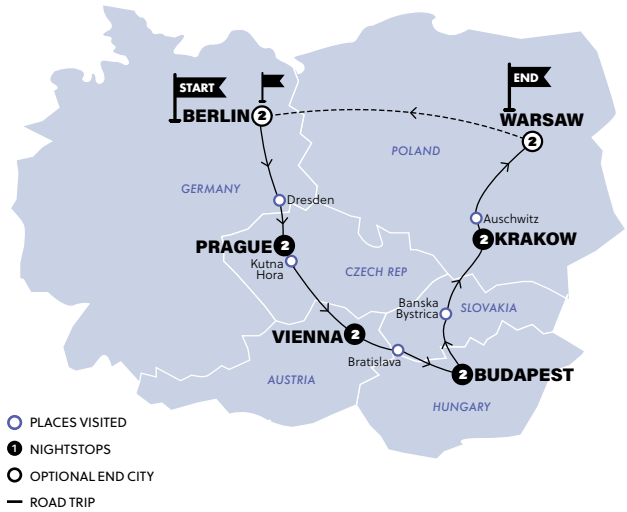 START
END
BERLIN 2
WARSAW
2
POLAND
GERMANY
Dresden
Auschwitz
PRAGUE 2
2 KRAKOW
Kutna
Hora
CZECH REP
Banska
Bystrica
SLOVAKIA
VIENNA 2
Bratislava
2 BUDAPEST
AUSTRIA
HUNGARY
PLACES VISITED
1 NIGHTSTOPS
OPTIONAL END CITY
ROAD TRIP